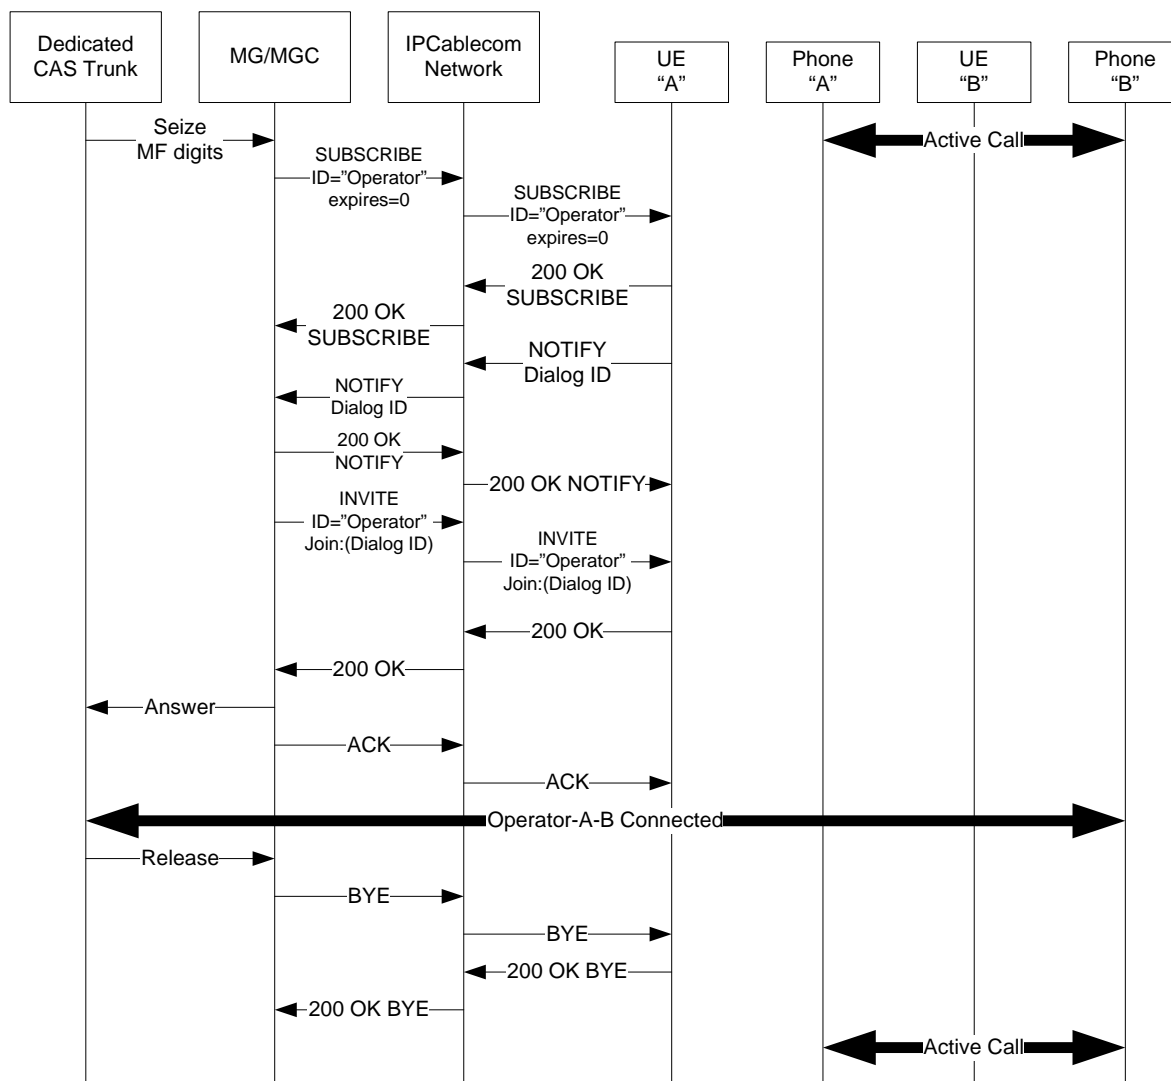 Dedicated
CAS Trunk
MG/MGC
IPCablecom
Network
UE
“A”
Phone
“A”
UE
“B”
Phone
“B”
Seize
MF digits
Active Call
SUBSCRIBE
ID=”Operator”
expires=0
SUBSCRIBE
ID=”Operator”
expires=0
200 OK
SUBSCRIBE
200 OK
SUBSCRIBE
NOTIFY
Dialog ID
NOTIFY
Dialog ID
200 OK
NOTIFY
200 OK NOTIFY
INVITE
ID=”Operator”
Join:(Dialog ID)
INVITE
ID=”Operator”
Join:(Dialog ID)
200 OK
200 OK
Answer
ACK
ACK
Operator-A-B Connected
Release
BYE
BYE
200 OK BYE
200 OK BYE
Active Call